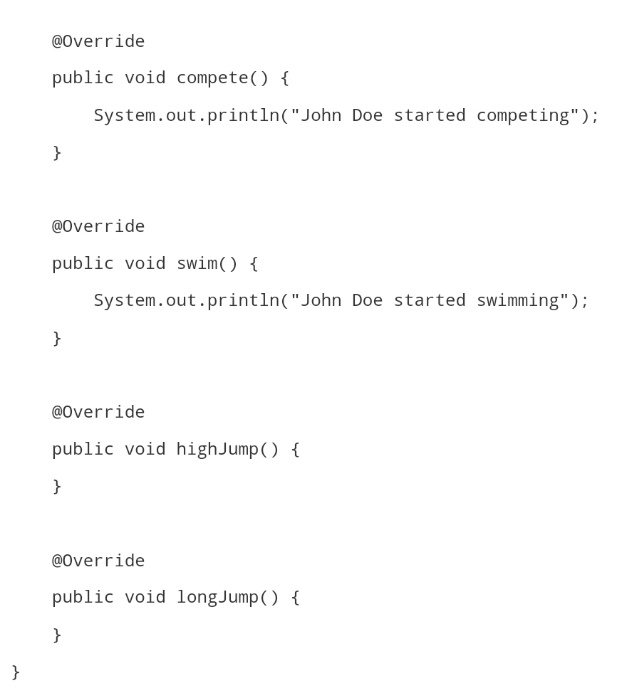 @Override
public void compete() {
System.out.println("John Doe started competing");
}
@Override
public void swim() {
System.out.println("John Doe started swimming");
}
@Override
public void highJump() {
}
@Override
public void longJump() {
}
}